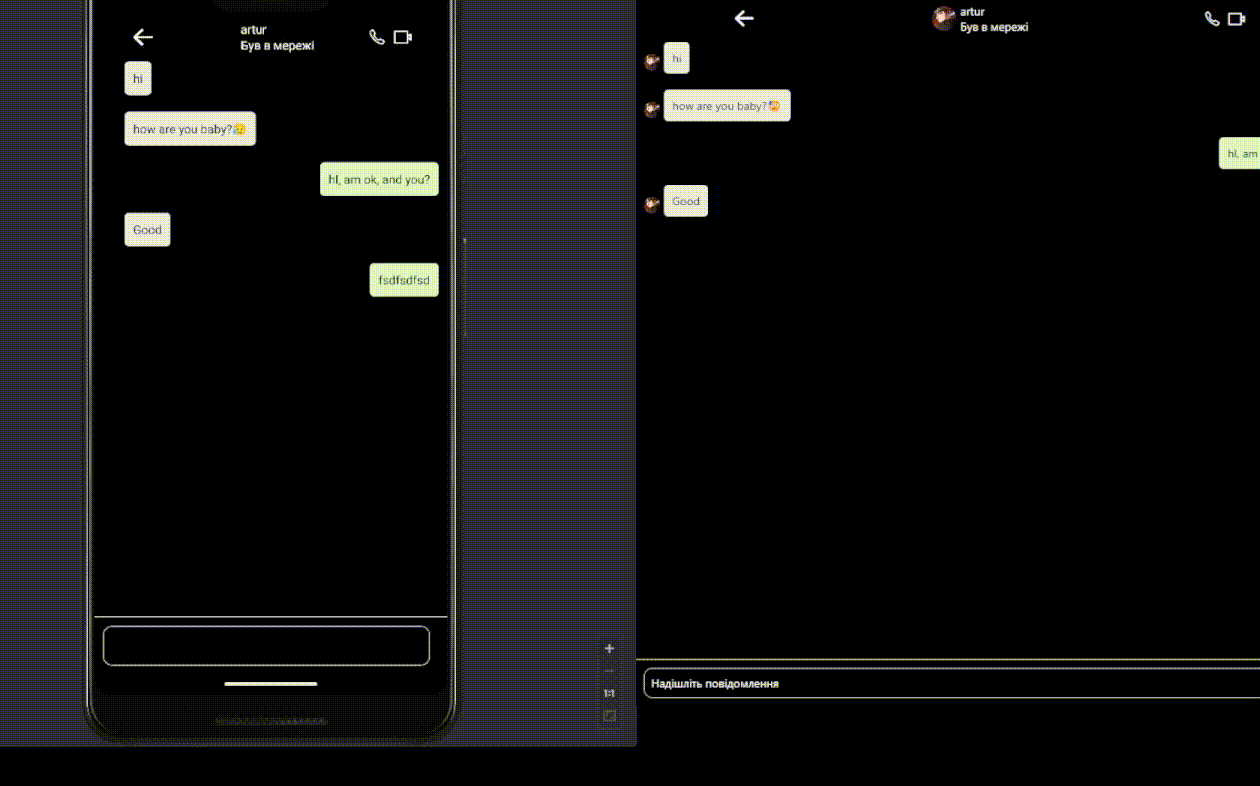 artur
Був в мережі
hi
how are you baby?😥
hI, am ok, and you?
Good
fsdfsdfsd
1:1
artur
Був в мережі
hi
how are you baby?🥰
hI, am
Good
Надішліть повідомлення